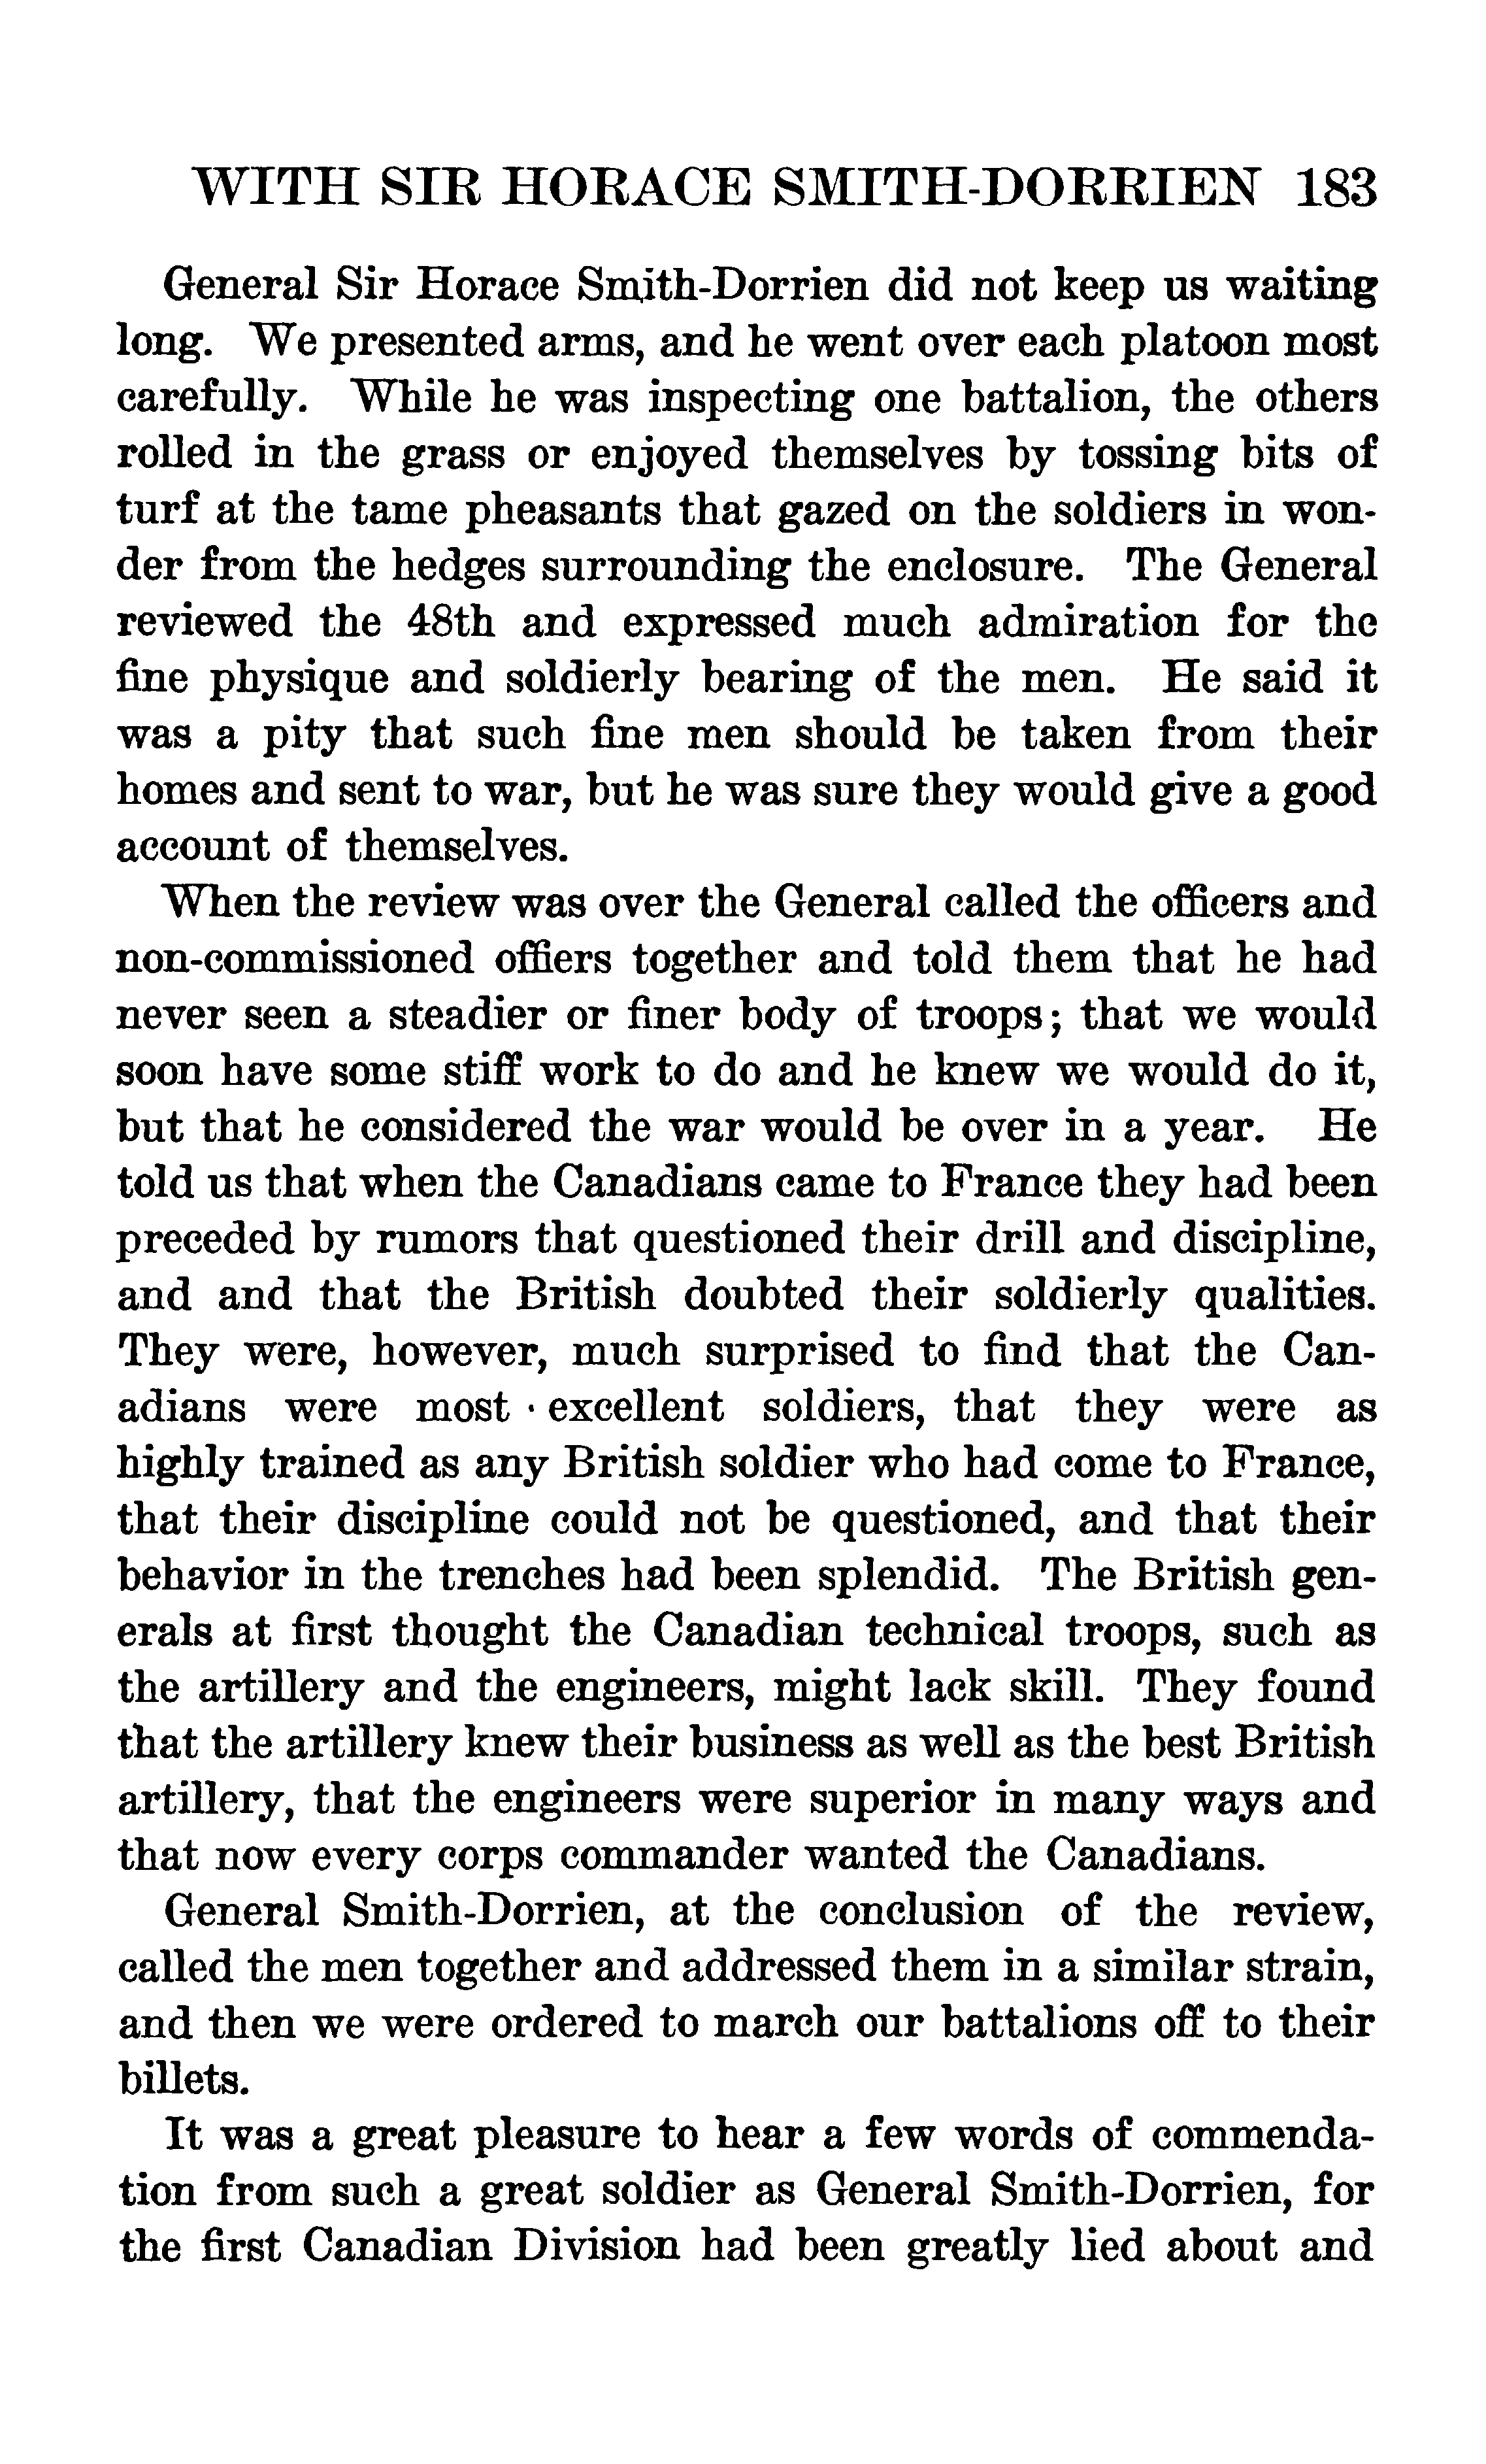 WITH SIR HORACE SMITH-DORRIEN 183
General Sir Horace Smith-Dorrien did not keep us waiting
long. We presented arms, and he went over each platoon most
carefully. While he was inspecting one battalion, the others
rolled in the grass or enjoyed themselves by tossing bits of
turf at the tame pheasants that gazed on the soldiers in won-
der from the hedges surrounding the enclosure. The General
reviewed the 48th and expressed much admiration for the
fine physique and soldierly bearing of the men. He said it
was a pity that such fine men should be taken from their
homes and sent to war, but he was sure they would give a good
account of themselves.
When the review was over the General called the officers and
non-commissioned offiers together and told them that he had
never seen a steadier or finer body of troops; that we would
soon have some stiff work to do and he knew we would do it,
but that he considered the war would be over in a year. He
told us that when the Canadians came to France they had been
preceded by rumors that questioned their drill and discipline,
and and that the British doubted their soldierly qualities.
They were, however, much surprised to find that the Can-
adians were most excellent soldiers, that they were as
highly trained as any British soldier who had come to France,
that their discipline could not be questioned, and that their
behavior in the trenches had been splendid. The British gen-
erals at first thought the Canadian technical troops, such as
the artillery and the engineers, might lack skill. They found
that the artillery knew their business as well as the best British
artillery, that the engineers were superior in many ways and
that now every corps commander wanted the Canadians.
General Smith-Dorrien, at the conclusion of the review,
called the men together and addressed them in a similar strain,
and then we were ordered to march our battalions off to their
billets.
It was a great pleasure to hear a few words of commenda-
tion from such a great soldier as General Smith-Dorrien, for
the first Canadian Division had been greatly lied about and